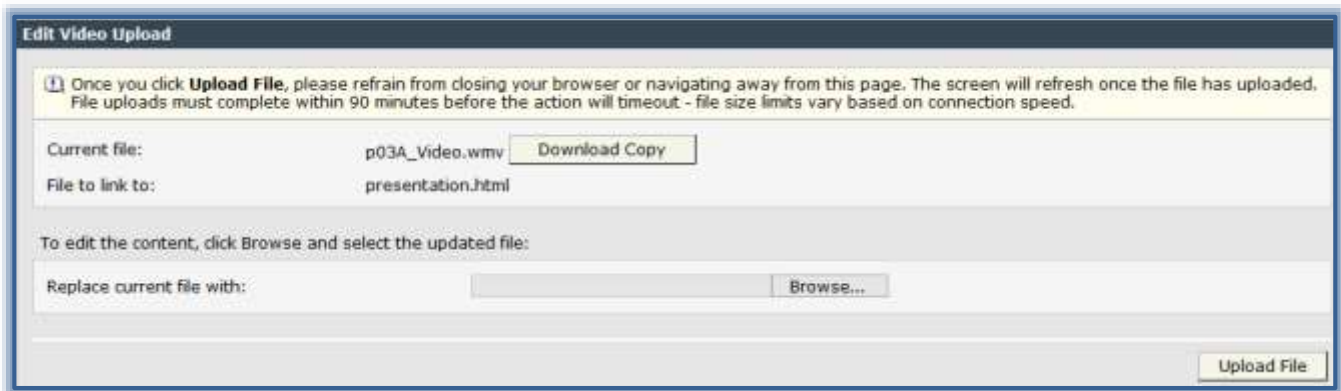 Edit Video Upload
Once you click Upload File, please refrain from closing your browser or navigating away from this page. The screen will refresh once the file has uploaded.
File uploads must complete within 90 minutes before the action will timeout - file size limits vary based on connection speed.
Current file: p03A_Video.wmv Download Copy
File to link to: presentation.html
To edit the content, click Browse and select the updated file:
Replace current file with: Browse...
Upload File